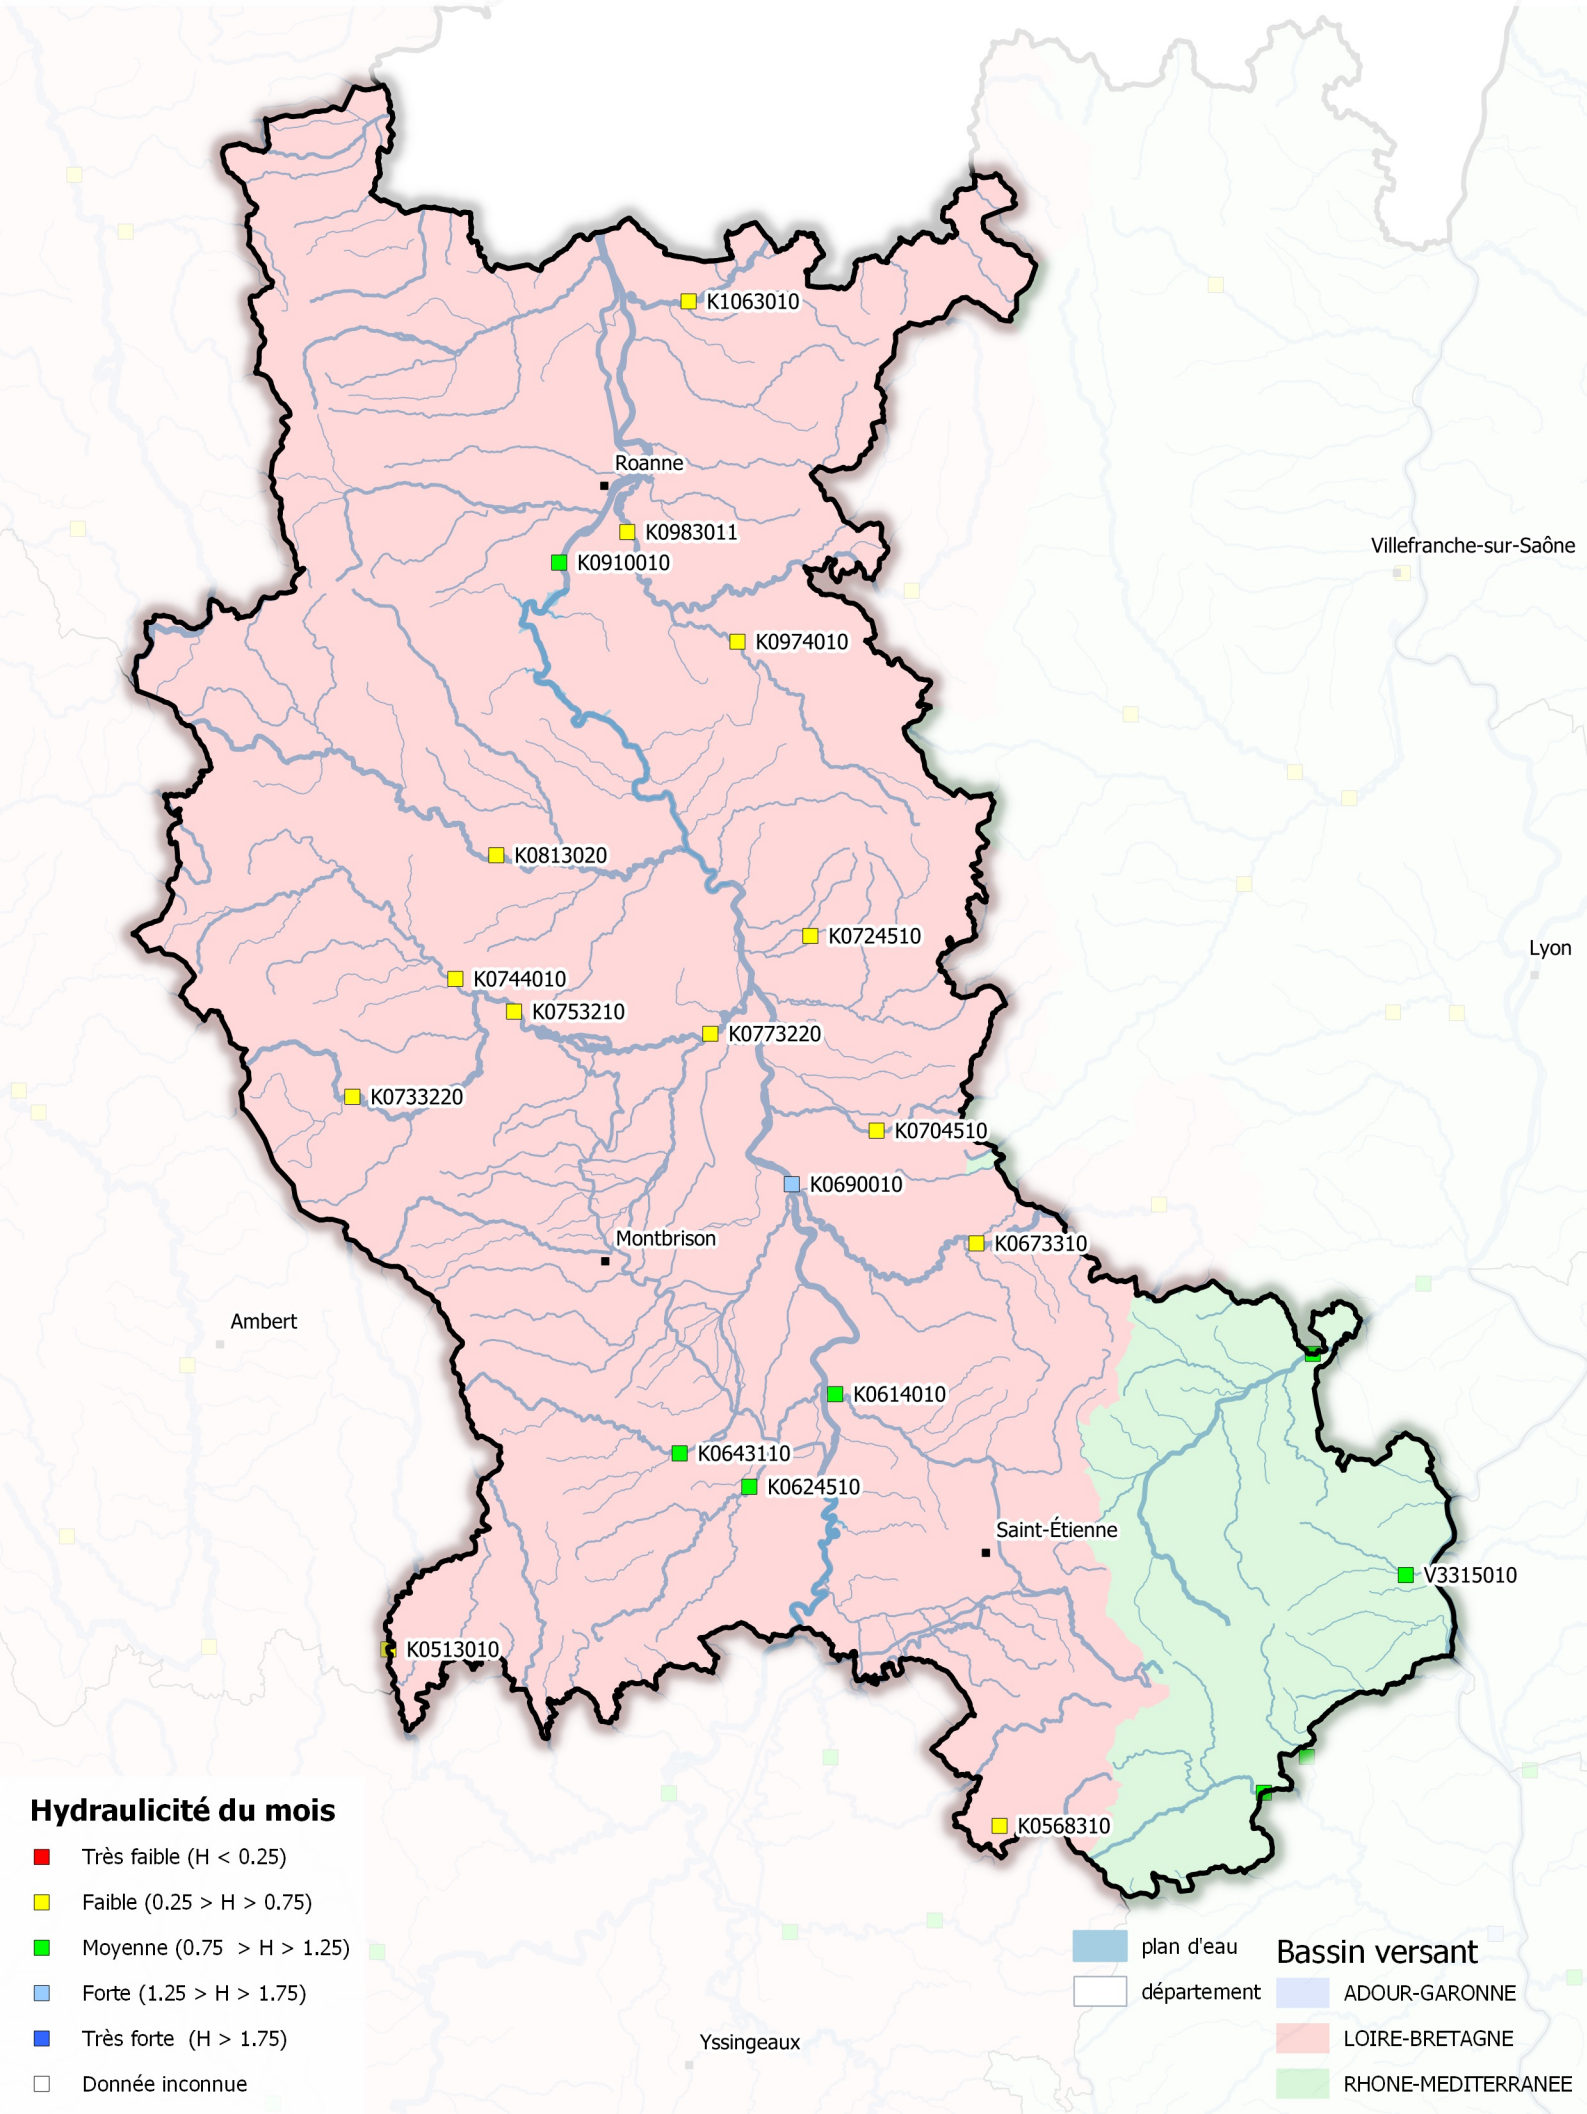 K1063010
Roanne
K0983011
Villefranche-sur-Saône
K0910010
K0974010
K0813020
K0724510
Lyon
K0744010
K0753210
K0773220
K0733220
K0704510
K0690010
Montbrison
K0673310
Ambert
K0614010
K0643110
K0624510
Saint-Étienne
V3315010
K0513010
K0568310
Hydraulicité du mois
Très faible (H < 0.25)
Faible (0.25 > H > 0.75)
Moyenne (0.75 > H > 1.25)
Forte (1.25 > H > 1.75)
Très forte (H > 1.75)
Donnée inconnue
Yssingeaux
plan d'eau
département
Bassin versant
ADOUR-GARONNE
LOIRE-BRETAGNE
RHONE-MEDITERRANEE